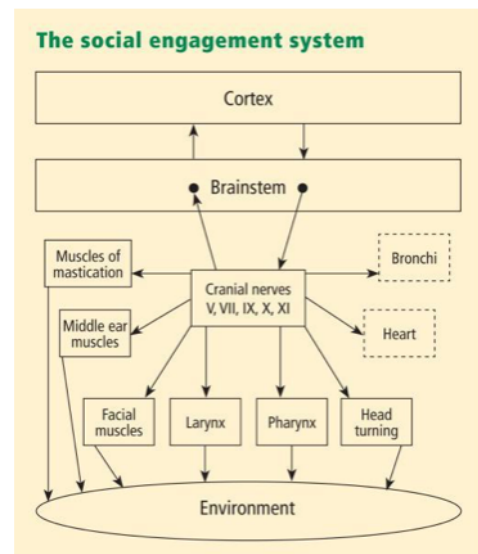 The social engagement system
Cortex
Brainstem
Muscles of
mastication
Bronchi
Cranial nerves
V, VII, IX, X, XI
Middle ear
muscles
Heart
Facial
muscles
Larynx
Pharynx
Head
turning
Environment